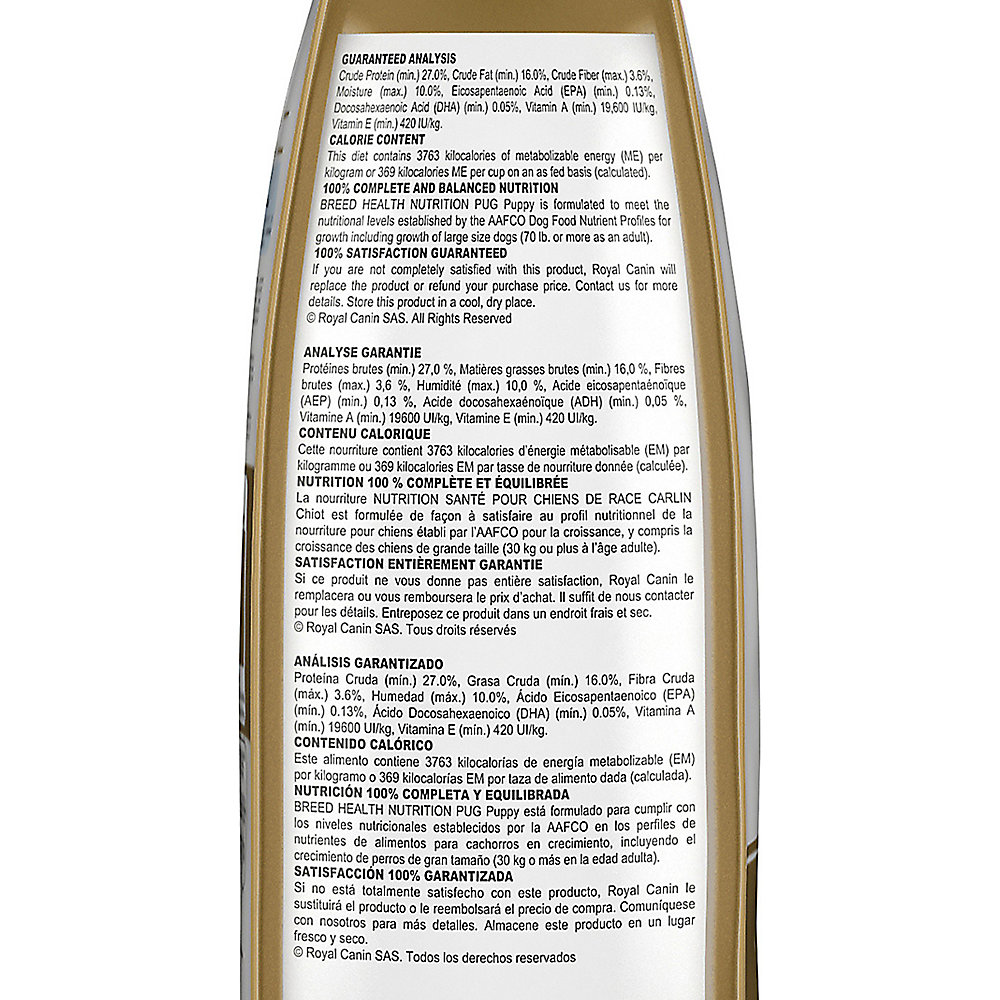 GUARANTEED ANALYSIS
Crude Protein (min.) 27.0%, Crude Fat (min.) 16.0%, Crude Fiber (max.) 3.6%,
Moisture (max.) 10.0%, Eicosapentaenoic Acid (EPA) (min.) 0.13%,
Docosahexaenoic Acid (DHA) (min.) 0.05%, Vitamin A (min.) 19,600 IU/kg,
Vitamin E (min.) 420 IU/kg.
CALORIE CONTENT
This diet contains 3763 kilocalories of metabolizable energy (ME) per
kilogram or 369 kilocalories ME per cup on an as fed basis (calculated).
100% COMPLETE AND BALANCED NUTRITION
BREED HEALTH NUTRITION PUG Puppy is formulated to meet the
nutritional levels established by the AAFCO Dog Food Nutrient Profiles for
growth including growth of large size dogs (70 lb. or more as an adult).
100% SATISFACTION GUARANTEED
If you are not completely satisfied with this product, Royal Canin will
replace the product or refund your purchase price. Contact us for more
details. Store this product in a cool, dry place.
© Royal Canin SAS. All Rights Reserved
ANALYSE GARANTIE
Protéines brutes (min.) 27,0 %, Matières grasses brutes (min.) 16,0 %, Fibres
brutes (max.) 3,6 %, Humidité (max.) 10,0 %, Acide eicosapentaénoïque
(AEP) (min.) 0,13 %, Acide docosahexaénoïque (ADH) (min.) 0,05 %,
Vitamine A (min.) 19600 UI/kg, Vitamine E (min.) 420 UI/kg.
CONTENU CALORIQUE
Cette nourriture contient 3763 kilocalories d'énergie métabolisable (EM) par
kilogramme ou 369 kilocalories EM par tasse de nourriture donnée (calculée).
NUTRITION 100 % COMPLÈTE ET ÉQUILIBRÉE
La nourriture NUTRITION SANTÉ POUR CHIENS DE RACE CARLIN
Chiot est formulée de façon à satisfaire au profil nutritionnel de la
nourriture pour chiens établi par l'AAFCO pour la croissance, y compris la
croissance des chiens de grande taille (30 kg ou plus à l'âge adulte).
SATISFACTION ENTIÈREMENT GARANTIE
Si ce produit ne vous donne pas entière satisfaction, Royal Canin le
remplacera ou vous remboursera le prix d'achat. Il suffit de nous contacter
pour les détails. Entreposez ce produit dans un endroit frais et sec.
© Royal Canin SAS. Tous droits réservés
ANÁLISIS GARANTIZADO
Proteína Cruda (mín.) 27.0%, Grasa Cruda (mín.) 16.0%, Fibra Cruda
(máx.) 3.6%, Humedad (máx.) 10.0%, Ácido Eicosapentaenoico (EPA)
(mín.) 0.13%, Ácido Docosahexaenoico (DHA) (mín.) 0.05%, Vitamina A
(mín.) 19600 UI/kg, Vitamina E (mín.) 420 UI/kg.
CONTENIDO CALÓRICO
Este alimento contiene 3763 kilocalorías de energía metabolizable (EM)
por kilogramo o 369 kilocalorías EM por taza de alimento dada (calculada).
NUTRICIÓN 100% COMPLETA Y EQUILIBRADA
BREED HEALTH NUTRITION PUG Puppy está formulado para cumplir con
los niveles nutricionales establecidos por la AAFCO en los perfiles de
nutrientes de alimentos para cachorros en crecimiento, incluyendo el
crecimiento de perros de gran tamaño (30 kg o más en la edad adulta).
SATISFACCIÓN 100% GARANTIZADA
Si no está totalmente satisfecho con este producto, Royal Canin le
sustituirá el producto o le reembolsará el precio de compra. Comuníquese
con nosotros para más detalles. Almacene este producto en un lugar
fresco y seco.
© Royal Canin SAS. Todos los derechos reservados